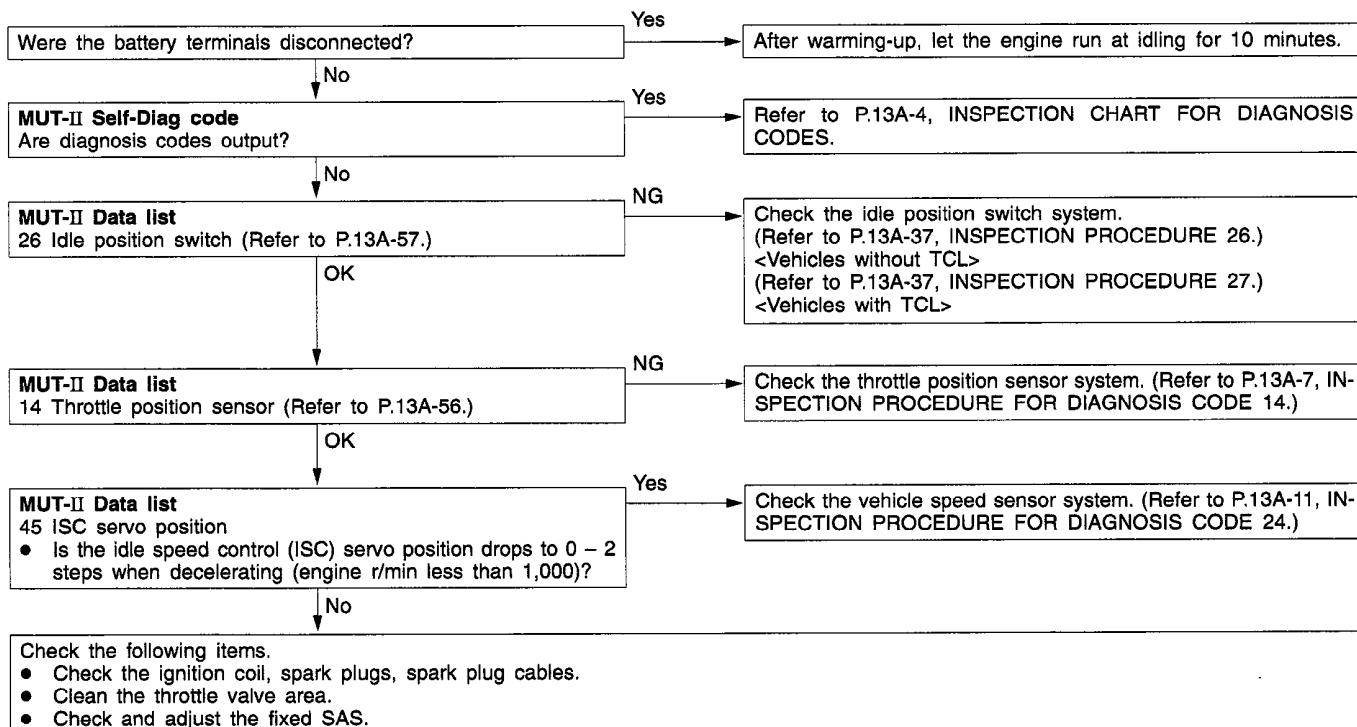 Were the battery terminals disconnected?
Yes
After warming-up, let the engine run at idling for 10 minutes.
No
MUT-II Self-Diag code
Are diagnosis codes output?
Yes
Refer to P.13A-4, INSPECTION CHART FOR DIAGNOSIS
CODES.
No
MUT-II Data list
26 Idle position switch (Refer to P.13A-57.)
NG
Check the idle position switch system.
(Refer to P.13A-37, INSPECTION PROCEDURE 26.)
<Vehicles without TCL>
(Refer to P.13A-37, INSPECTION PROCEDURE 27.)
<Vehicles with TCL>
OK
MUT-II Data list
14 Throttle position sensor (Refer to P.13A-56.)
NG
Check the throttle position sensor system. (Refer to P.13A-7, IN-
SPECTION PROCEDURE FOR DIAGNOSIS CODE 14.)
OK
MUT-II Data list
45 ISC servo position
● Is the idle speed control (ISC) servo position drops to 0 – 2
steps when decelerating (engine r/min less than 1,000)?
Yes
Check the vehicle speed sensor system. (Refer to P.13A-11, IN-
SPECTION PROCEDURE FOR DIAGNOSIS CODE 24.)
No
Check the following items.
● Check the ignition coil, spark plugs, spark plug cables.
● Clean the throttle valve area.
● Check and adjust the fixed SAS.